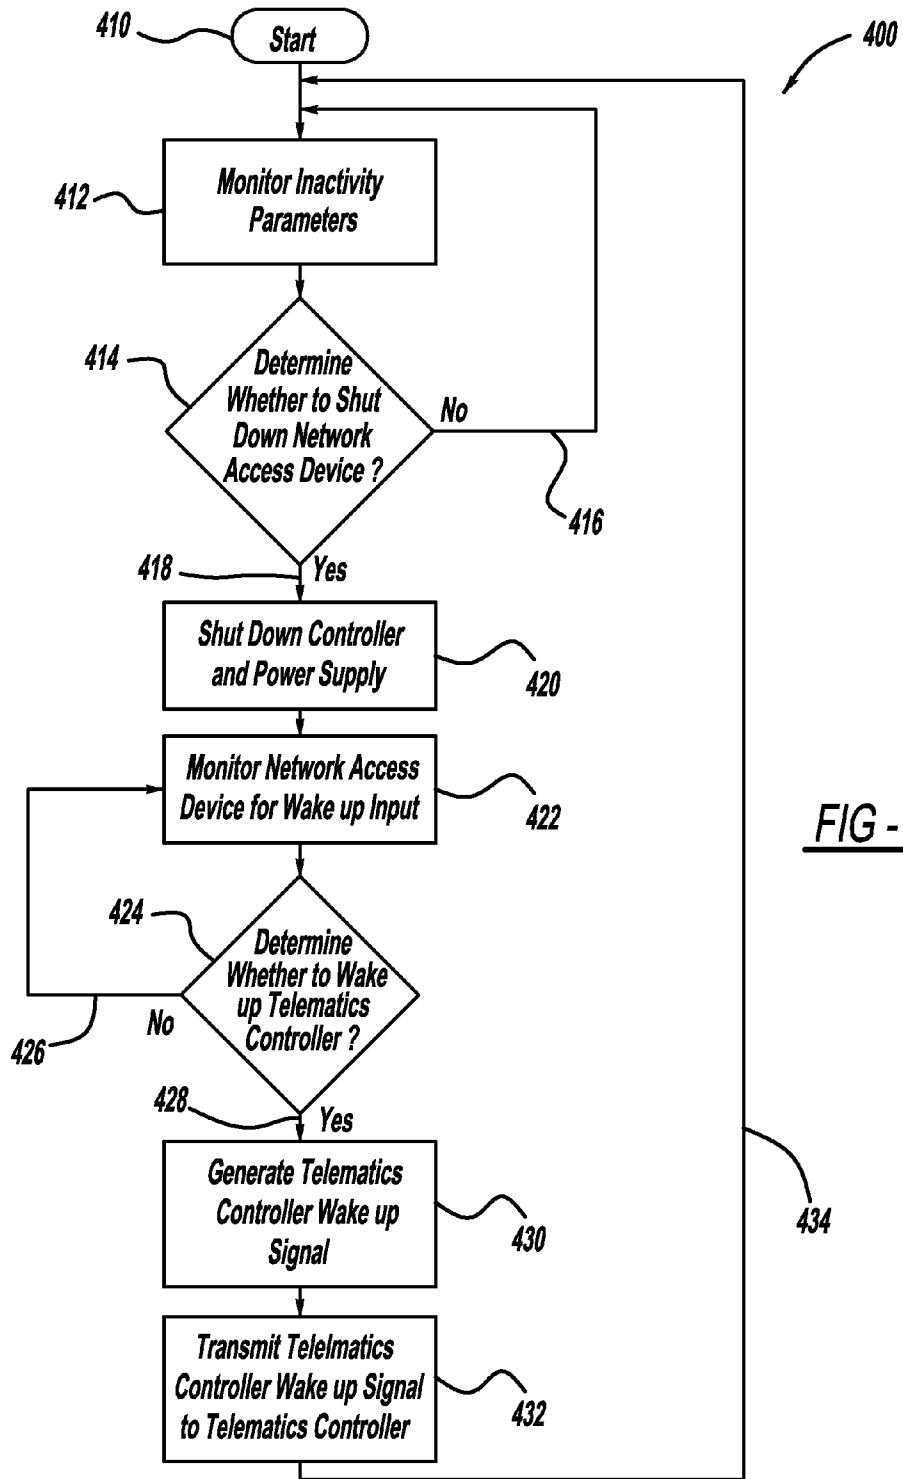 410
Start
400
412
Monitor Inactivity
Parameters
414
Determine
Whether to Shut
Down Network
Access Device ?
No
416
418
Yes
Shut Down Controller
and Power Supply
420
Monitor Network Access
Device for Wake up Input
422
FIG -
424
Determine
Whether to Wake
up Telematics
Controller ?
No
426
428
Yes
Generate Telematics
Controller Wake up
Signal
430
434
Transmit Telelmatics
Controller Wake up Signal
to Telematics Controller
432